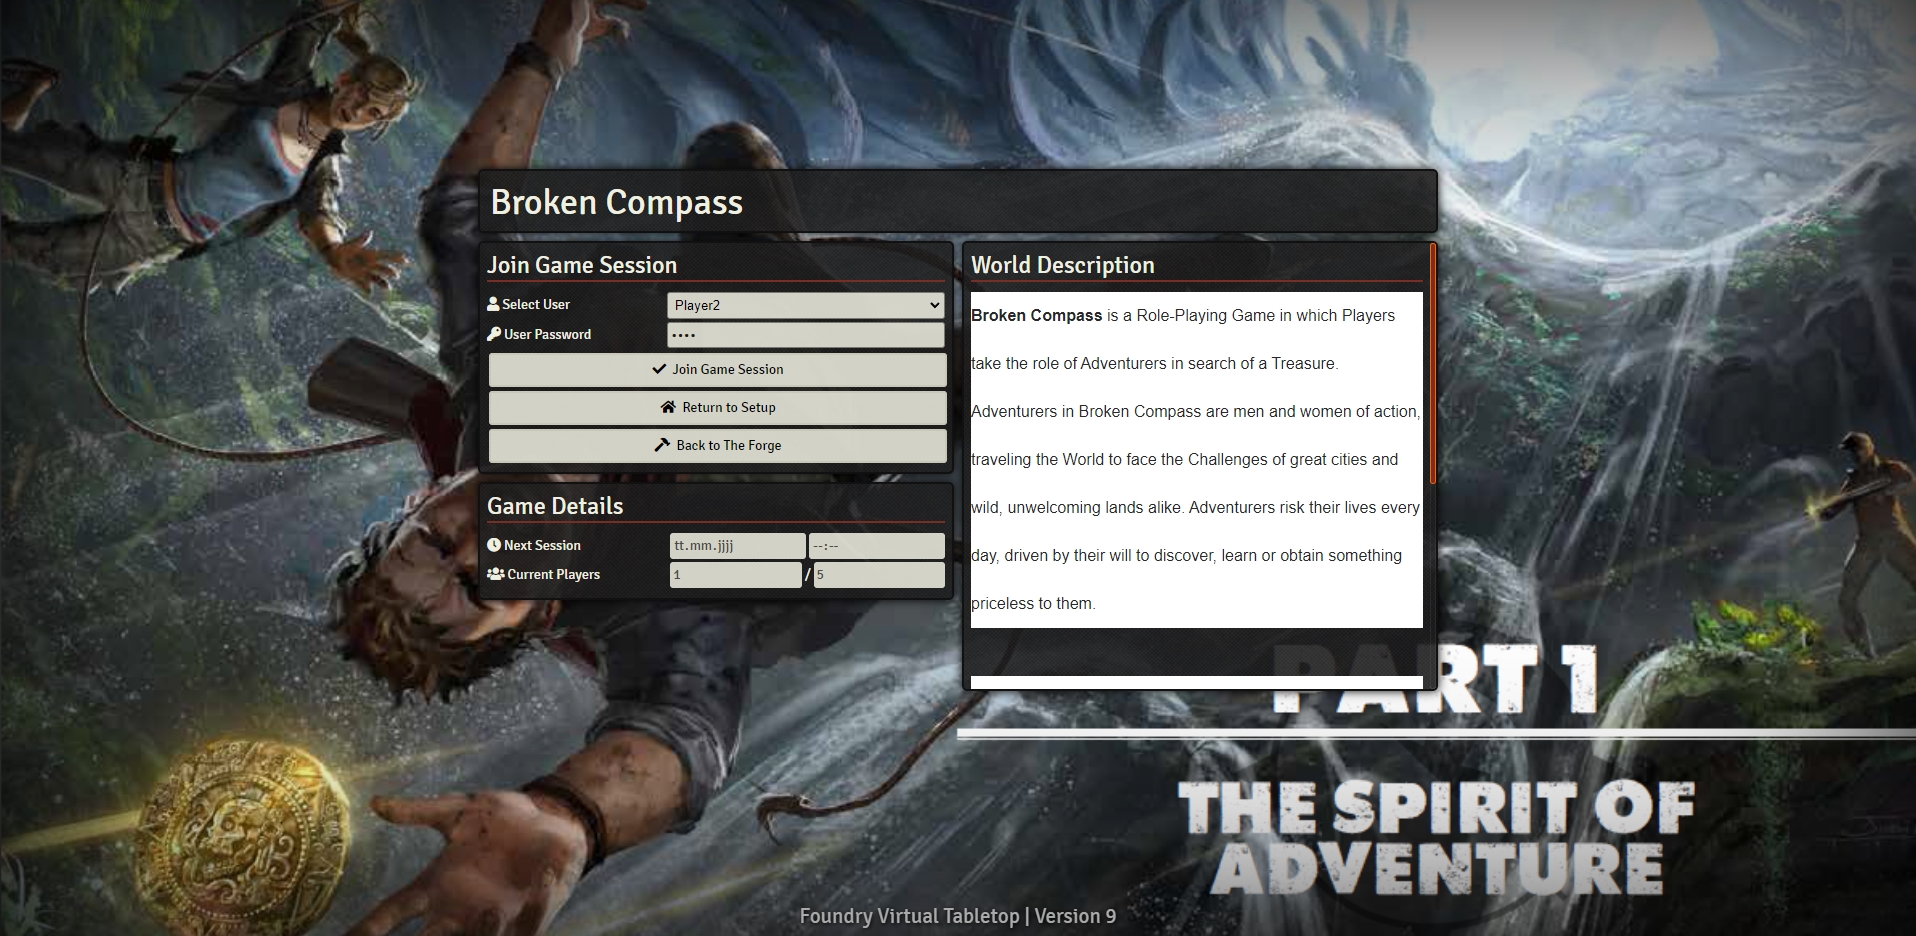 Broken Compass
Join Game Session
Select User
Player2
User Password
••••
Join Game Session
Return to Setup
Back to The Forge
Game Details
Next Session
tt.mm.jjjj
--:--
Current Players
1 / 5
World Description
Broken Compass is a Role-Playing Game in which Players
take the role of Adventurers in search of a Treasure.
Adventurers in Broken Compass are men and women of action,
traveling the World to face the Challenges of great cities and
wild, unwelcoming lands alike. Adventurers risk their lives every
day, driven by their will to discover, learn or obtain something
priceless to them.
PART 1
THE SPIRIT OF
ADVENTURE
Foundry Virtual Tabletop | Version 9